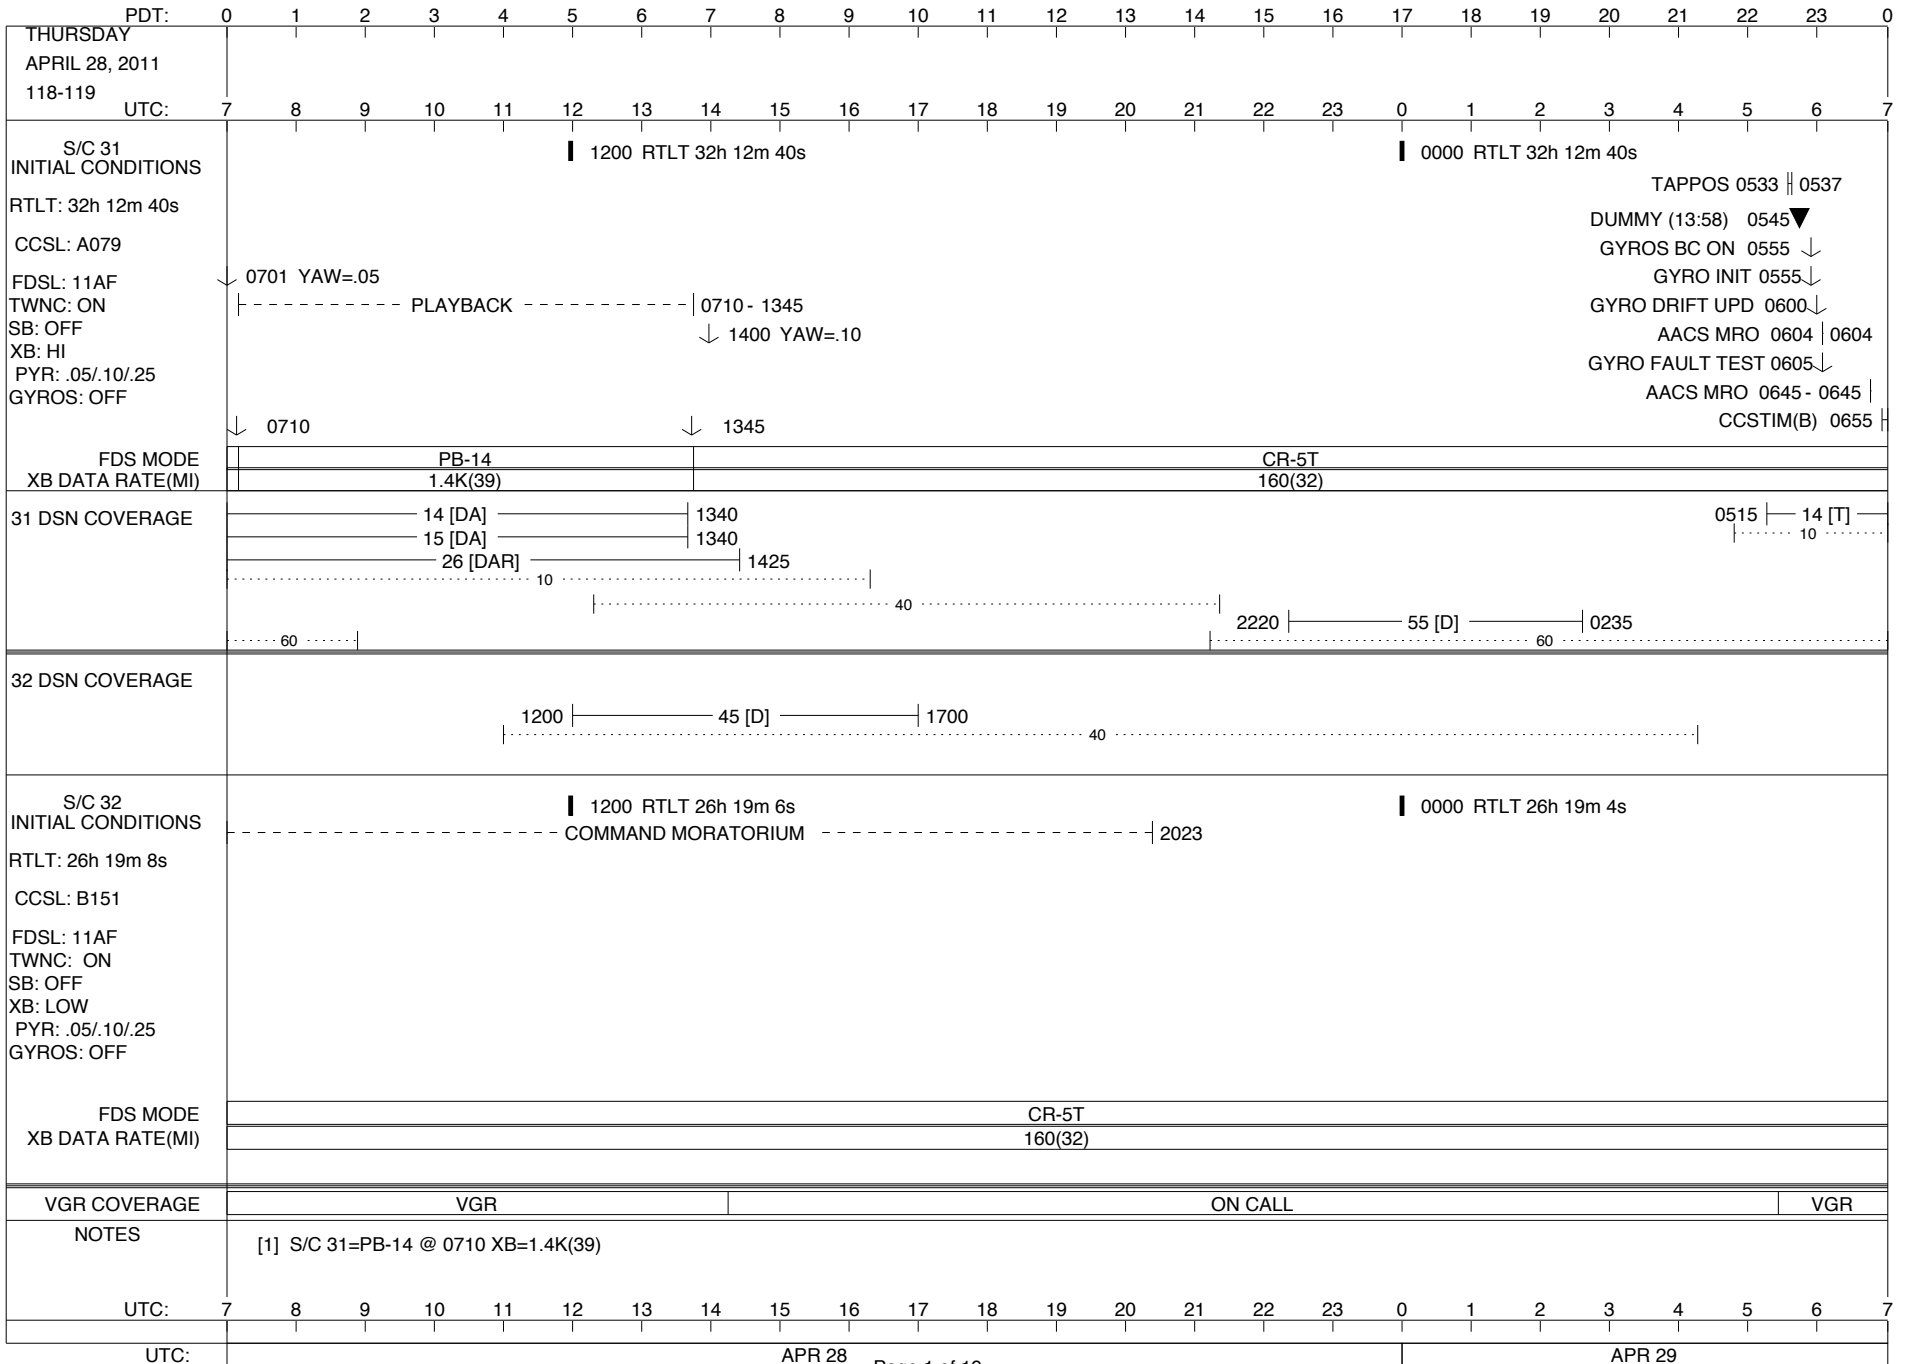 PDT: 0 1 2 3 4 5 6 7 8 9 10 11 12 13 14 15 16 17 18 19 20 21 22 23 0
THURSDAY
APRIL 28, 2011
118-119
UTC: 7 8 9 10 11 12 13 14 15 16 17 18 19 20 21 22 23 0 1 2 3 4 5 6 7
S/C 31
INITIAL CONDITIONS
1200 RTLT 32h 12m 40s
0000 RTLT 32h 12m 40s
TAPPOS 0533 0537
RTLT: 32h 12m 40s
DUMMY (13:58) 0545
CCSL: A079
GYROS BC ON 0555
FDSL: 11AF
0701 YAW=.05
GYRO INIT 0555
TWNC: ON
PLAYBACK 0710 - 1345
GYRO DRIFT UPD 0600
SB: OFF
1400 YAW=.10
AACS MRO 0604 0604
XB: HI
GYRO FAULT TEST 0605
PYR: .05/.10/.25
GYROS: OFF
AACS MRO 0645 - 0645
CCSTIM(B) 0655
0710
1345
FDS MODE PB-14 CR-5T
XB DATA RATE(MI) 1.4K(39) 160(32)
31 DSN COVERAGE
14 [DA] 1340
0515 14 [T]
15 [DA] 1340
10
26 [DAR] 1425
10
40
2220 55 [D] 0235
60
60
32 DSN COVERAGE
1200 45 [D] 1700
40
S/C 32
INITIAL CONDITIONS
1200 RTLT 26h 19m 6s
0000 RTLT 26h 19m 4s
COMMAND MORATORIUM 2023
RTLT: 26h 19m 8s
CCSL: B151
FDSL: 11AF
TWNC: ON
SB: OFF
XB: LOW
PYR: .05/.10/.25
GYROS: OFF
FDS MODE CR-5T
XB DATA RATE(MI) 160(32)
VGR COVERAGE VGR ON CALL VGR
NOTES
[1] S/C 31=PB-14 @ 0710 XB=1.4K(39)
UTC: 7 8 9 10 11 12 13 14 15 16 17 18 19 20 21 22 23 0 1 2 3 4 5 6 7
UTC: APR 28 APR 29
Page 1 of 10